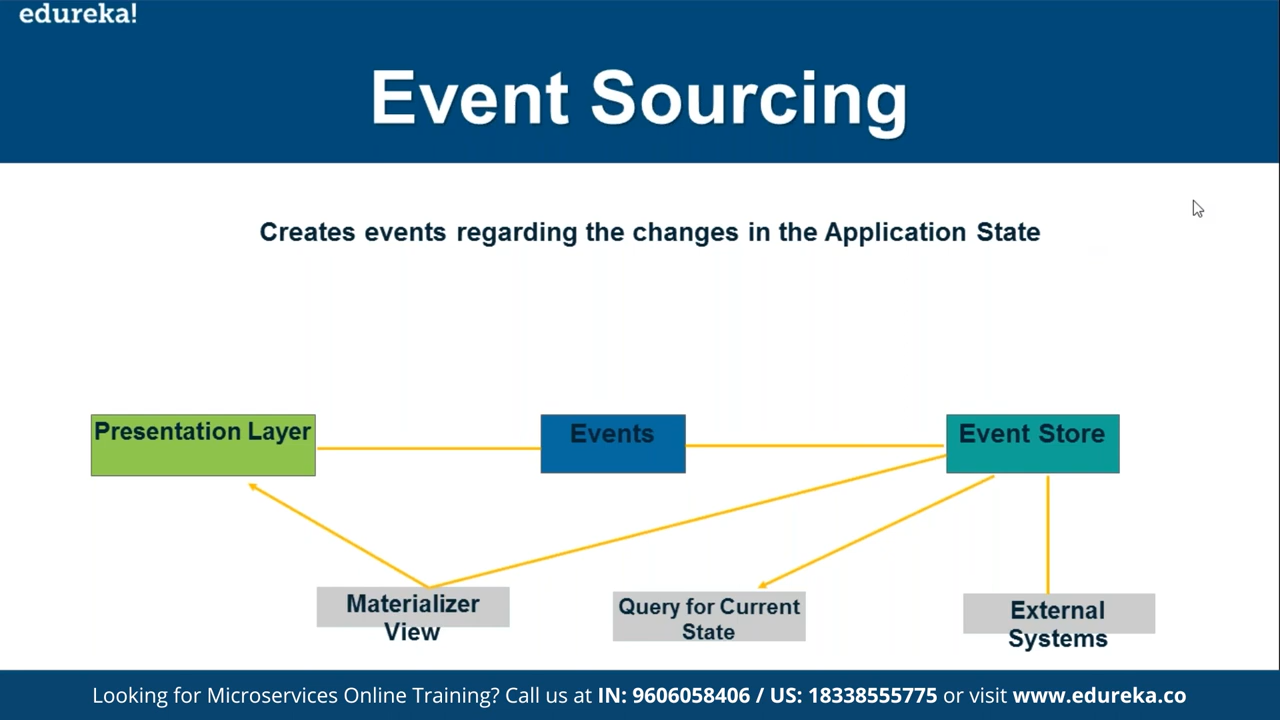 edureka!
Event Sourcing
Creates events regarding the changes in the Application State
Presentation Layer
Events
Event Store
Materializer
View
Query for Current
State
External
Systems
Looking for Microservices Online Training? Call us at IN: 9606058406 / US: 18338555775 or visit www.edureka.co